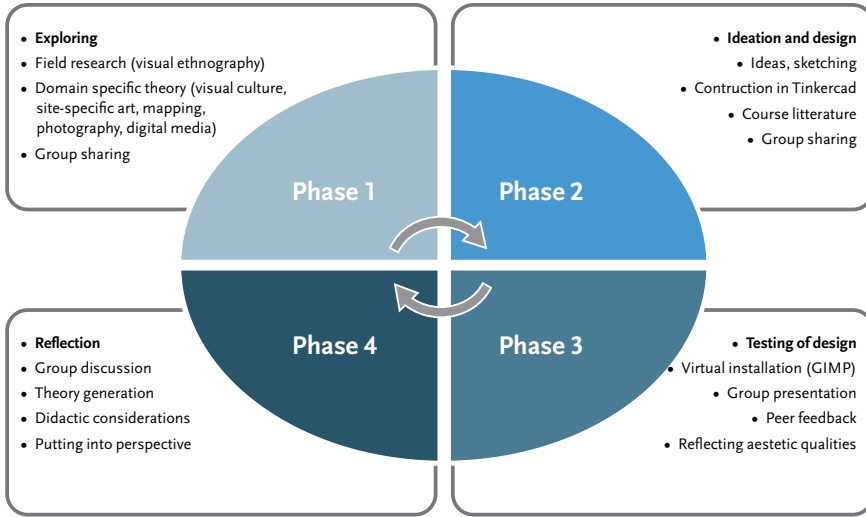 • Exploring
• Field research (visual ethnography)
• Domain specific theory (visual culture,
site-specific art, mapping,
photography, digital media)
• Group sharing
• Ideation and design
• Ideas, sketching
• Contruction in Tinkercad
• Course litterature
• Group sharing
Phase 1
Phase 2
Phase 4
Phase 3
• Reflection
• Group discussion
• Theory generation
• Didactic considerations
• Putting into perspective
• Testing of design
• Virtual installation (GIMP)
• Group presentation
• Peer feedback
• Reflecting aestetic qualities